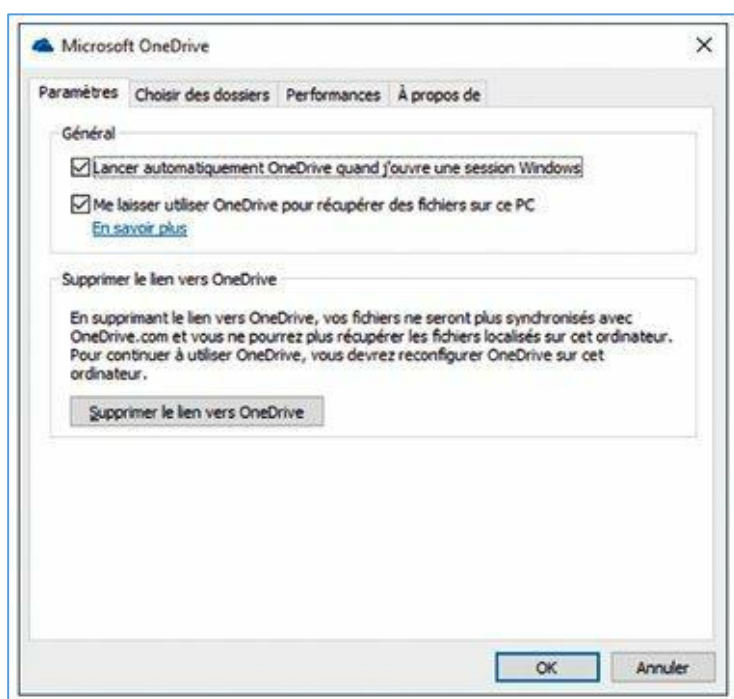 Microsoft OneDrive
Paramètres Choisir des dossiers Performances À propos de
Général
Lancer automatiquement OneDrive quand j'ouvre une session Windows
Me laisser utiliser OneDrive pour récupérer des fichiers sur ce PC
En savoir plus
Supprimer le lien vers OneDrive
En supprimant le lien vers OneDrive, vos fichiers ne seront plus synchronisés avec
OneDrive.com et vous ne pourrez plus récupérer les fichiers localisés sur cet ordinateur.
Pour continuer à utiliser OneDrive, vous devrez reconfigurer OneDrive sur cet
ordinateur.
Supprimer le lien vers OneDrive
OK Annuler